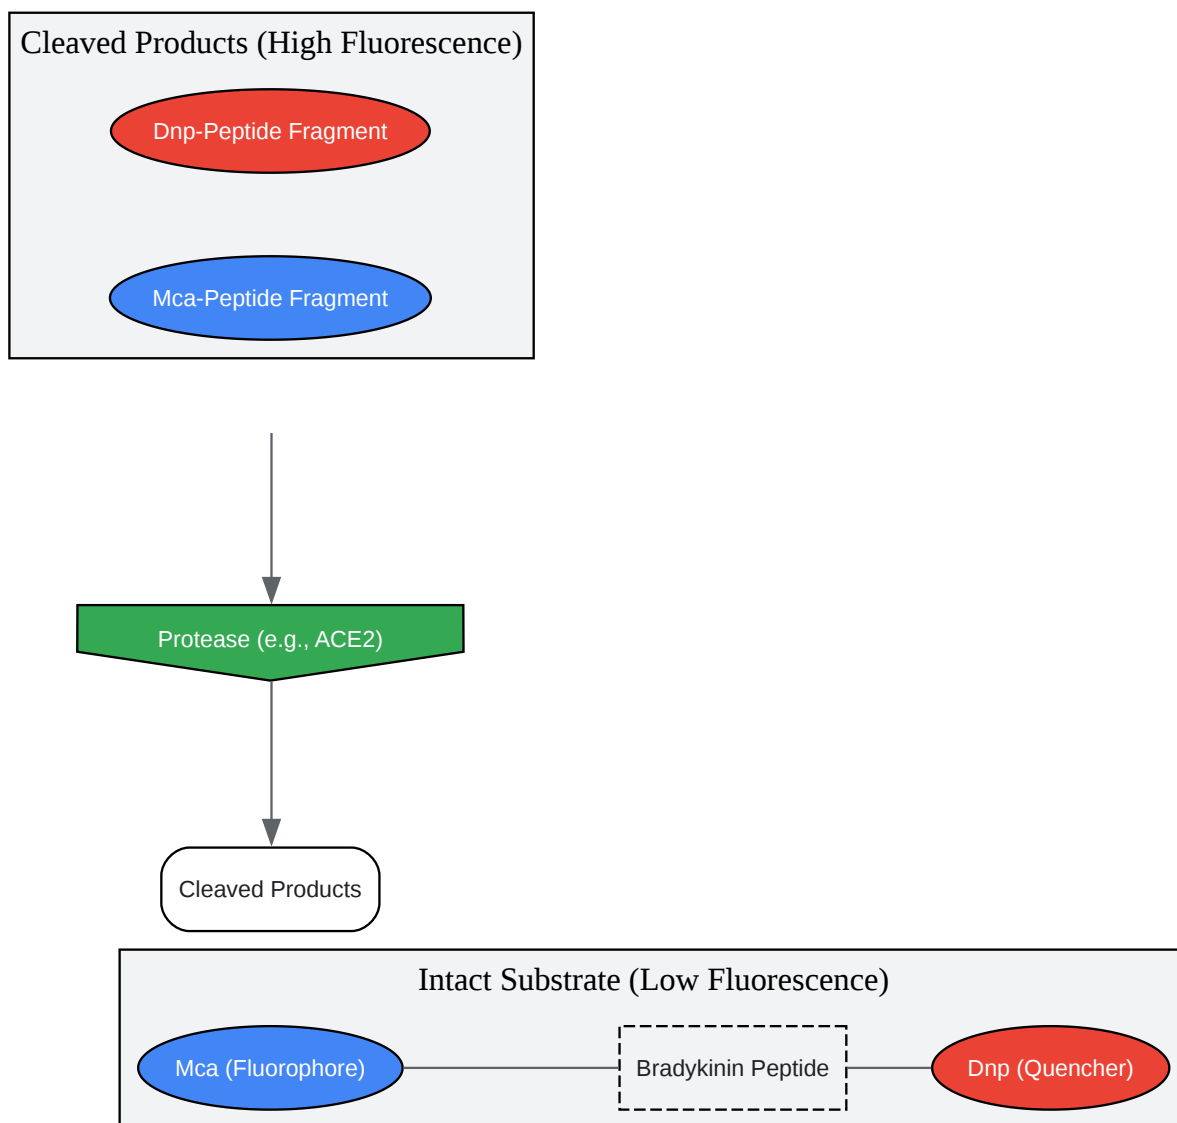 Cleaved Products (High Fluorescence)
Dnp-Peptide Fragment
Mca-Peptide Fragment
Protease (e.g., ACE2)
Cleaved Products
Intact Substrate (Low Fluorescence)
Mca (Fluorophore)
Bradykinin Peptide
Dnp (Quencher)